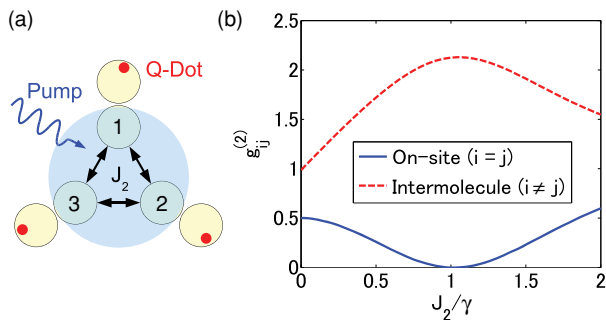 (a)
Q-Dot
Pump
1
J₂
3
2
(b)
g_ij^(2)
2.5
2
1.5
1
0.5
0
On-site (i = j)
Intermolecule (i ≠ j)
0
0.5
1
1.5
2
J₂/γ